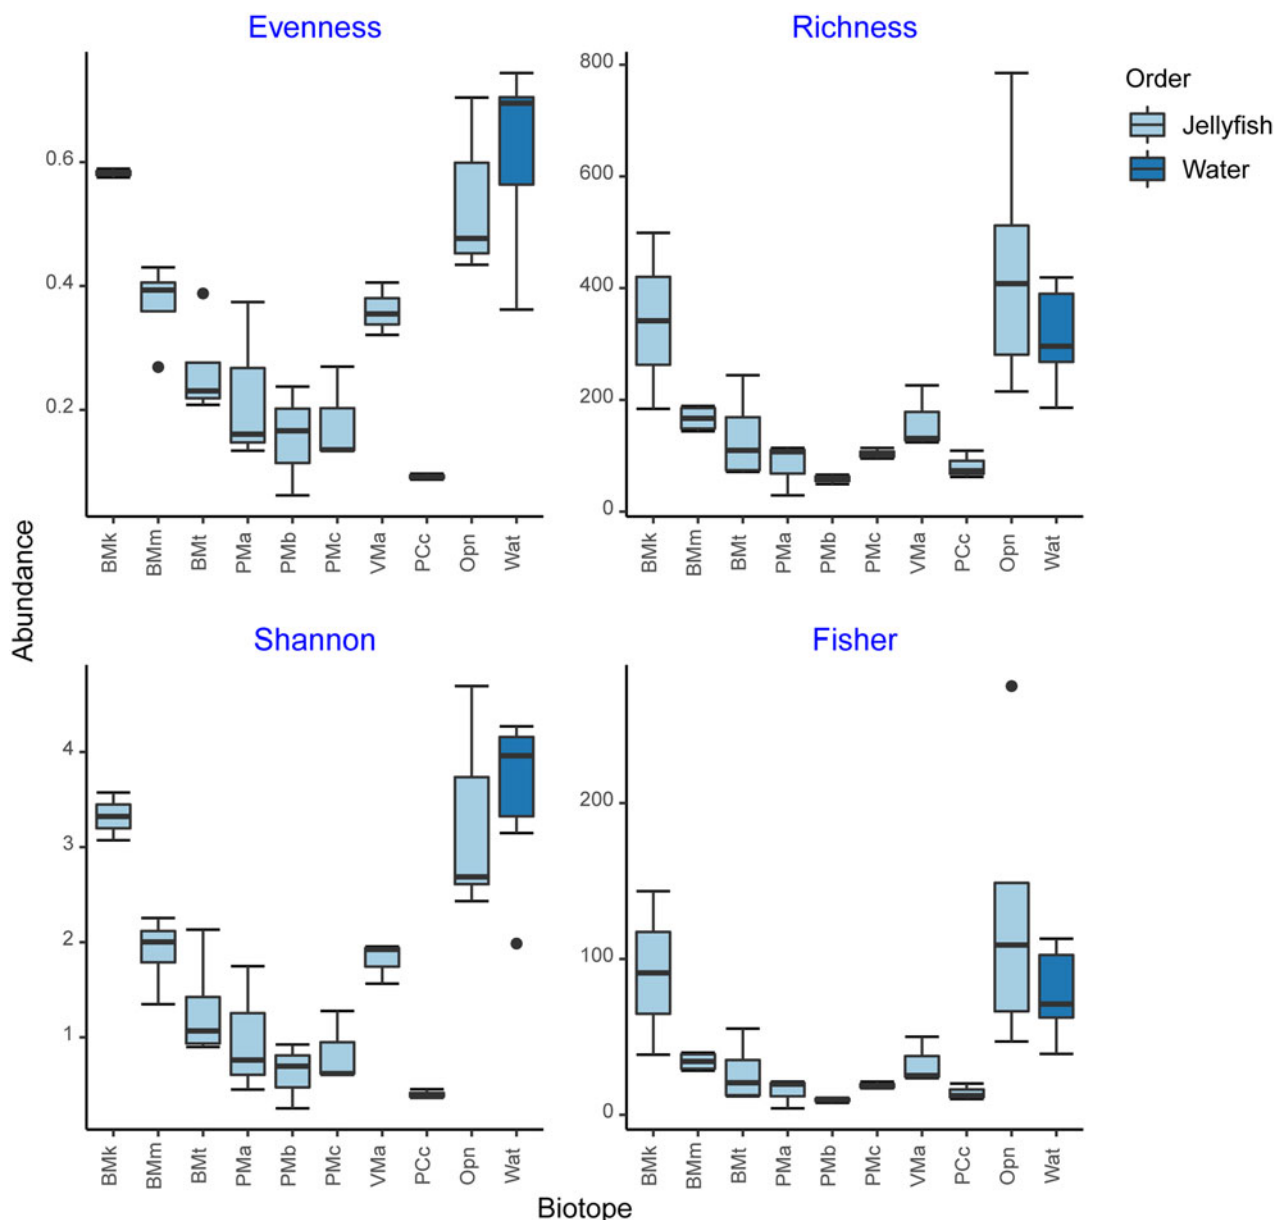 Evenness
Richness
Order
Jellyfish
Water
0.6
0.4
0.2
BMk BMm BMt PMa PMb PMc VMa PCc Opn Wat
800
600
400
200
0
BMk BMm BMt PMa PMb PMc VMa PCc Opn Wat
Abundance
Shannon
Fisher
4
3
2
1
BMk BMm BMt PMa PMb PMc VMa PCc Opn Wat
200
100
0
BMk BMm BMt PMa PMb PMc VMa PCc Opn Wat
Biotope